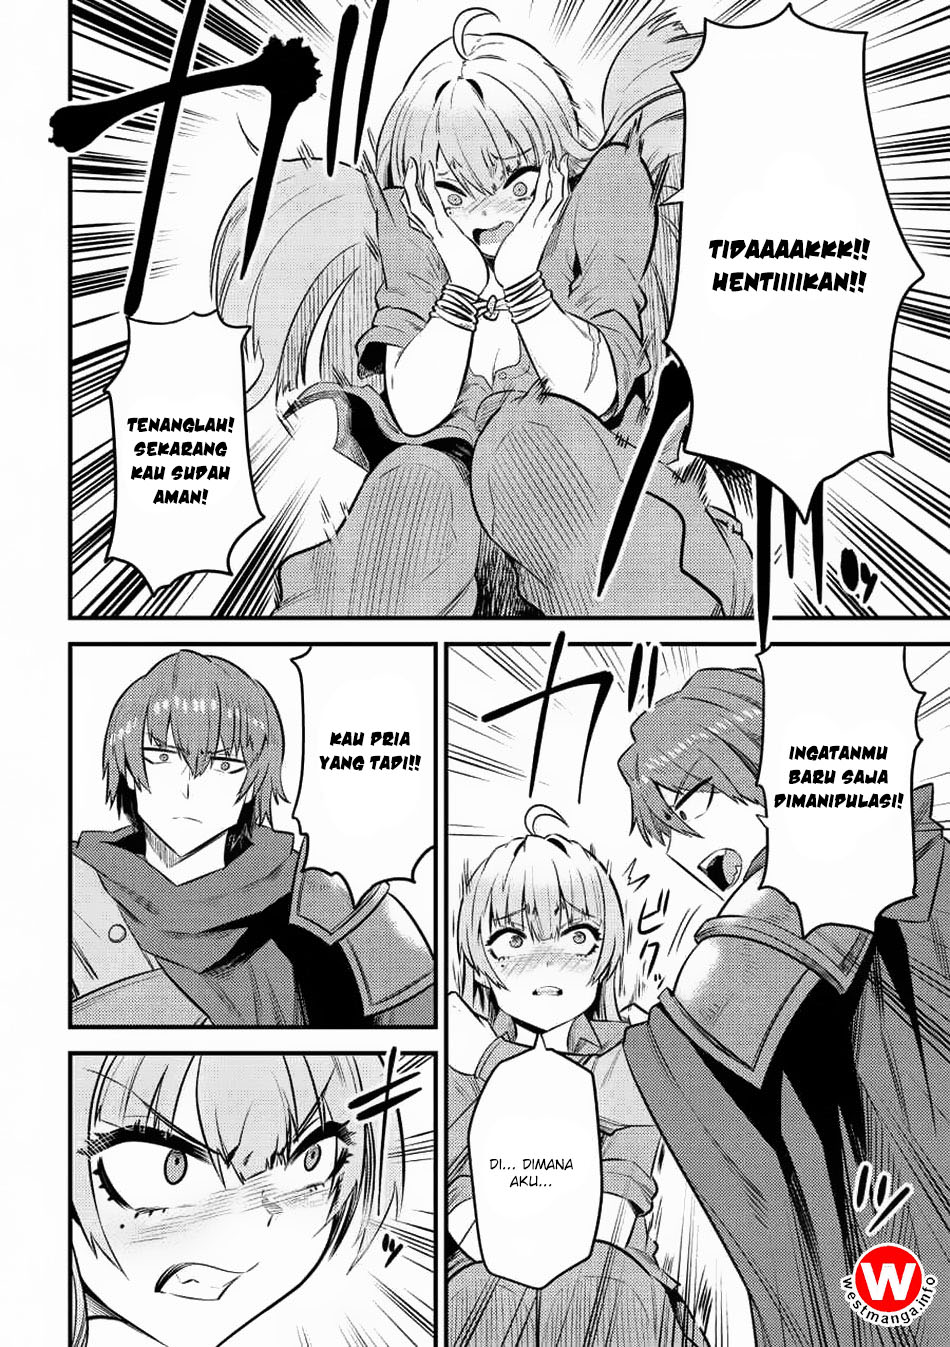 TIDAAAAKKK!!
HENTIIIIKAN!!
TENANGLAH!
SEKARANG
KAU SUDAH
AMAN!
INGATANMU
BARU SAJA
DIMANIPULASI!
DI... DIMANA
AKU...
KAU PRIA
YANG TADI!!
W
westmanga.info